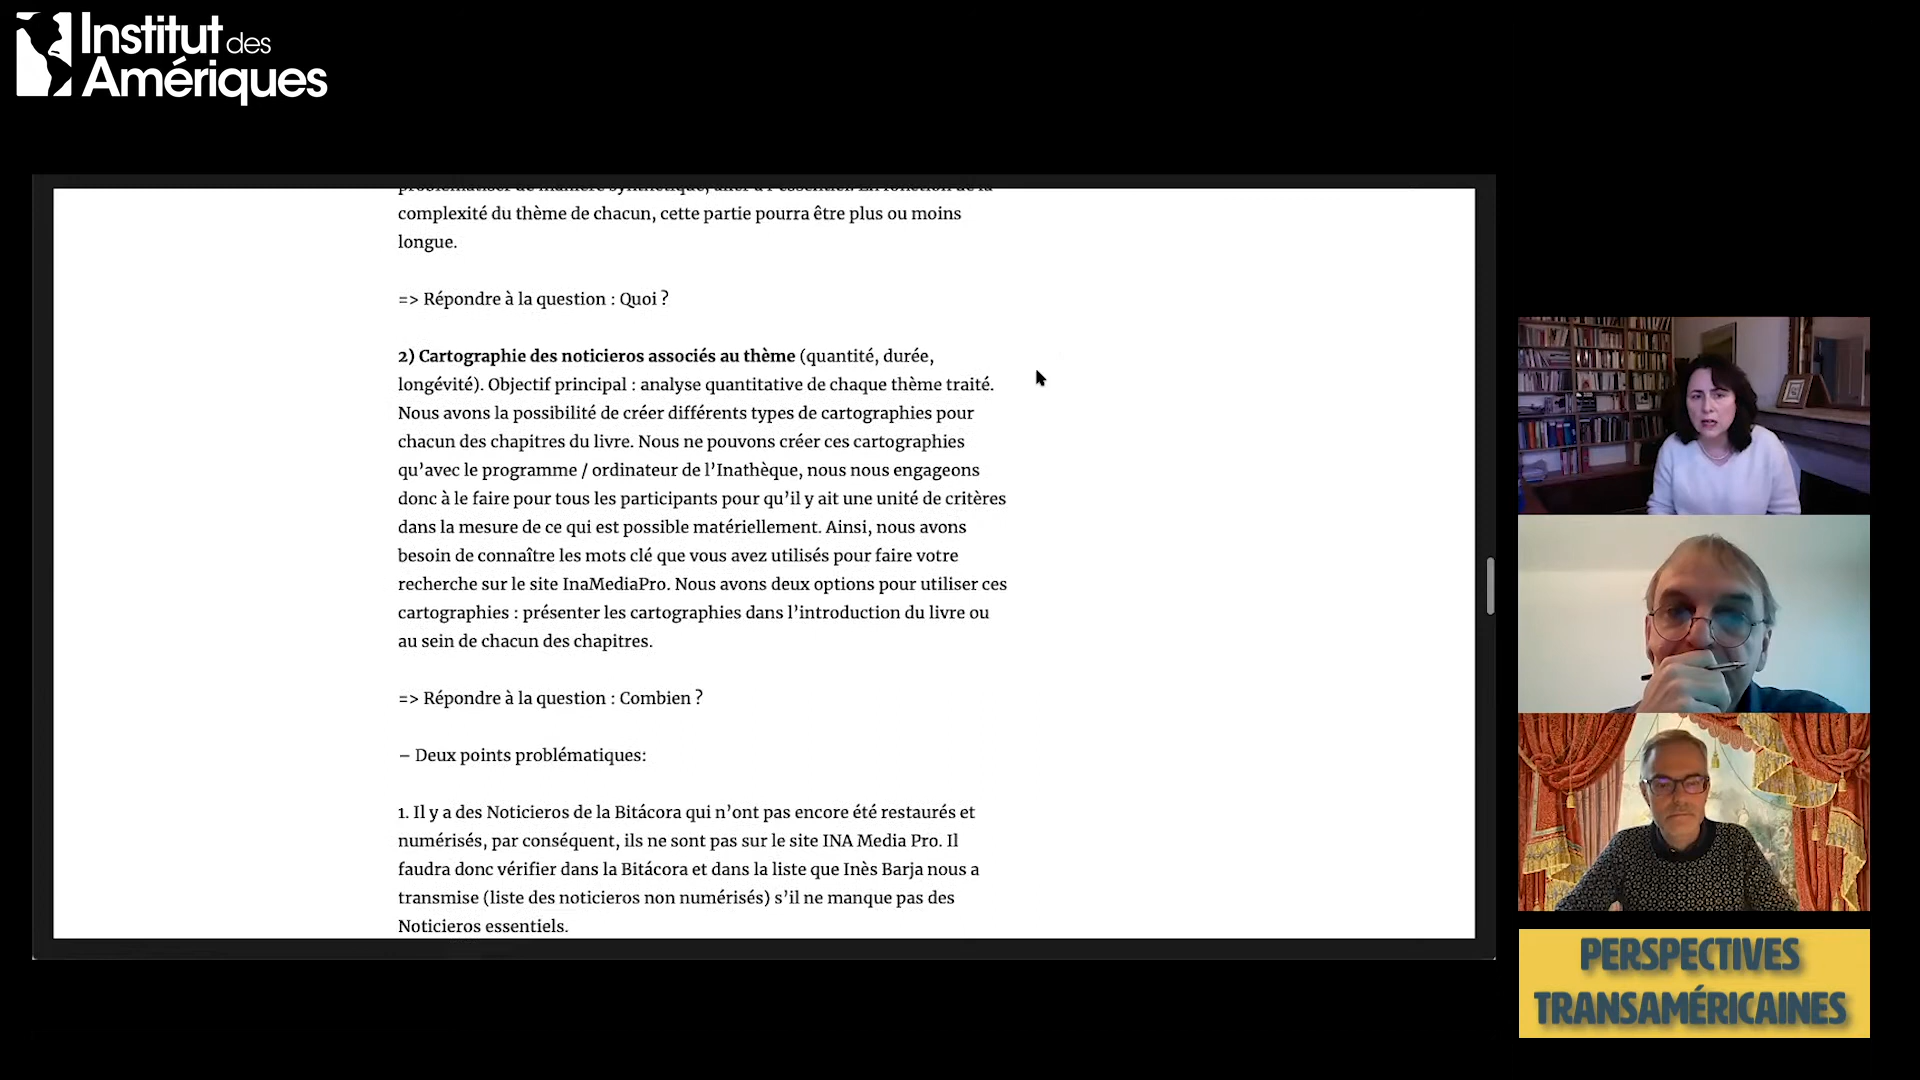 Institut des
Amériques
problématiser de manière synthétique, aller à l'essentiel. En fonction de la
complexité du thème de chacun, cette partie pourra être plus ou moins
longue.
=> Répondre à la question : Quoi ?
2) Cartographie des noticieros associés au thème (quantité, durée,
longévité). Objectif principal : analyse quantitative de chaque thème traité.
Nous avons la possibilité de créer différents types de cartographies pour
chacun des chapitres du livre. Nous ne pouvons créer ces cartographies
qu’avec le programme / ordinateur de l’Inathèque, nous nous engageons
donc à le faire pour tous les participants pour qu’il y ait une unité de critères
dans la mesure de ce qui est possible matériellement. Ainsi, nous avons
besoin de connaître les mots clé que vous avez utilisés pour faire votre
recherche sur le site InaMediaPro. Nous avons deux options pour utiliser ces
cartographies : présenter les cartographies dans l’introduction du livre ou
au sein de chacun des chapitres.
=> Répondre à la question : Combien ?
– Deux points problématiques:
1. Il y a des Noticieros de la Bitácora qui n’ont pas encore été restaurés et
numérisés, par conséquent, ils ne sont pas sur le site INA Media Pro. Il
faudra donc vérifier dans la Bitácora et dans la liste que Inès Barja nous a
transmise (liste des noticieros non numérisés) s’il ne manque pas des
Noticieros essentiels.
PERSPECTIVES
TRANSAMÉRICAINES